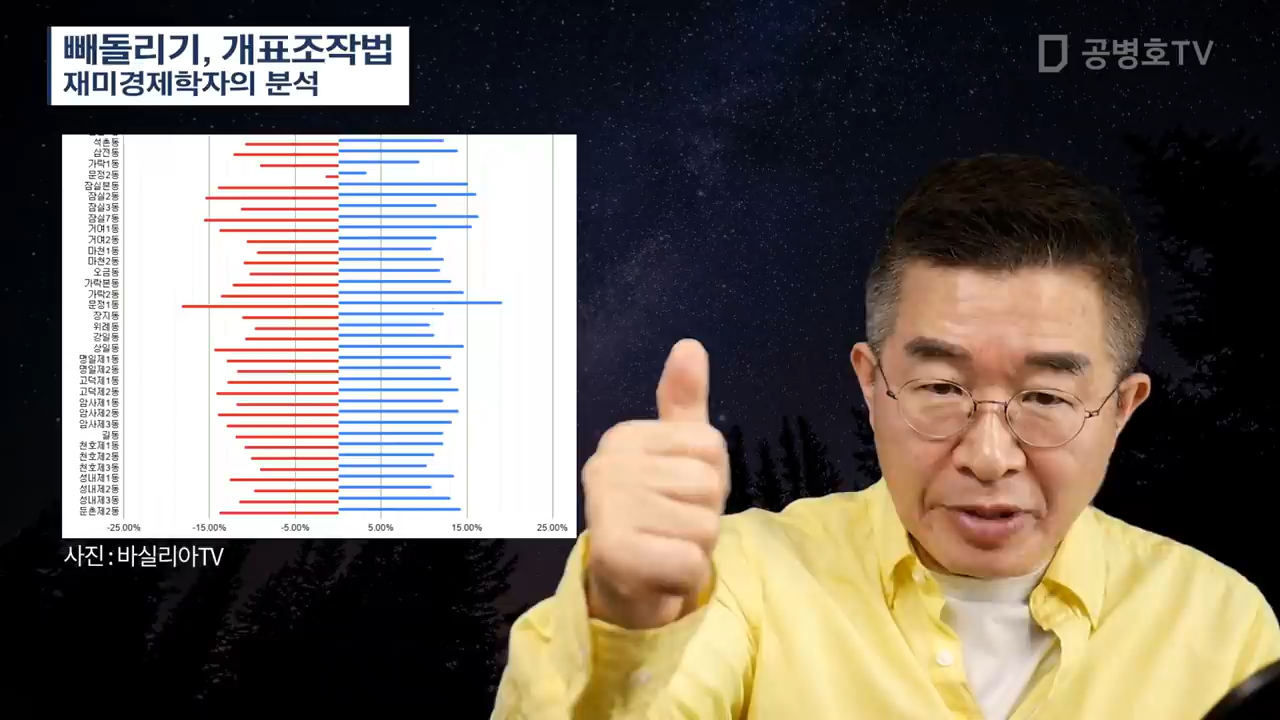 빼돌리기, 개표조작법
재미경제학자의 분석
공병호TV
석촌동
삼전동
가락1동
문정2동
잠실본동
잠실2동
잠실3동
잠실7동
거여1동
거여2동
마천1동
마천2동
오금동
가락본동
가락2동
문정1동
장지동
위례동
강일동
상일동
명일제1동
명일제2동
고덕제1동
고덕제2동
암사제1동
암사제2동
암사제3동
길동
천호제1동
천호제2동
천호제3동
성내제1동
성내제2동
성내제3동
둔촌제2동
-25.00% -15.00% -5.00% 5.00% 15.00% 25.00%
사진 : 바실리아TV